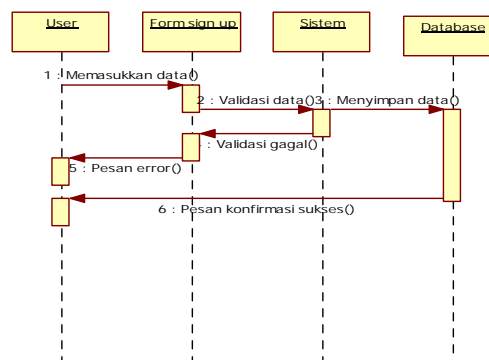 User
Form sign up
Sistem
Database
1 : Memasukkan data()
2 : Validasi data()
3 : Menyimpan data()
: Validasi gagal()
5 : Pesan error()
6 : Pesan konfirmasi sukses()